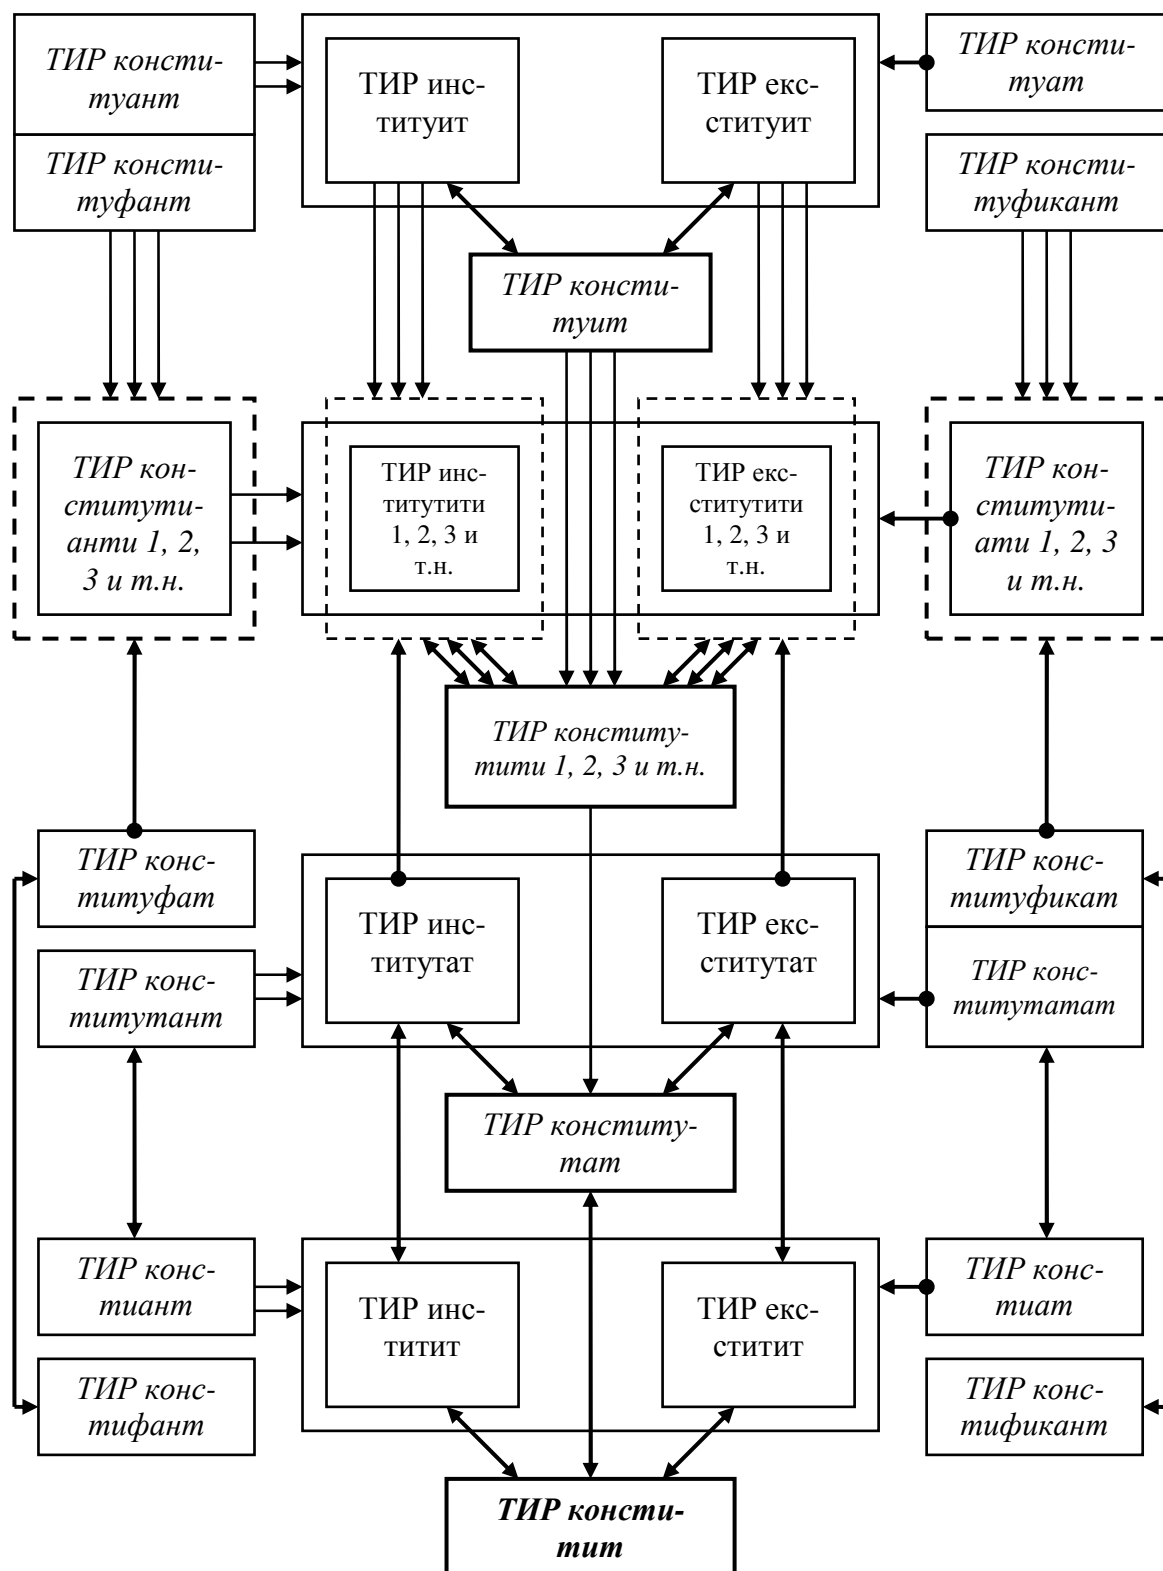 ТИР консти-
туант
ТИР инс-
титуит
ТИР екс-
ституит
ТИР консти-
туат
ТИР консти-
туфант
ТИР консти-
туфикант
ТИР консти-
туит
ТИР кон-
ститути-
анти 1, 2,
3 и т.н.
ТИР инс-
титутити
1, 2, 3 и
т.н.
ТИР екс-
ститутити
1, 2, 3 и
т.н.
ТИР кон-
ститути-
ати 1, 2, 3
и т.н.
ТИР конститу-
тити 1, 2, 3 и т.н.
ТИР конс-
титуфат
ТИР инс-
титутат
ТИР екс-
ститутат
ТИР конс-
титуфикат
ТИР конс-
титутант
ТИР конс-
титутатат
ТИР конститу-
тат
ТИР конс-
тиант
ТИР инс-
титит
ТИР екс-
ститит
ТИР конс-
тиат
ТИР конс-
тифант
ТИР конс-
тификант
ТИР консти-
тит